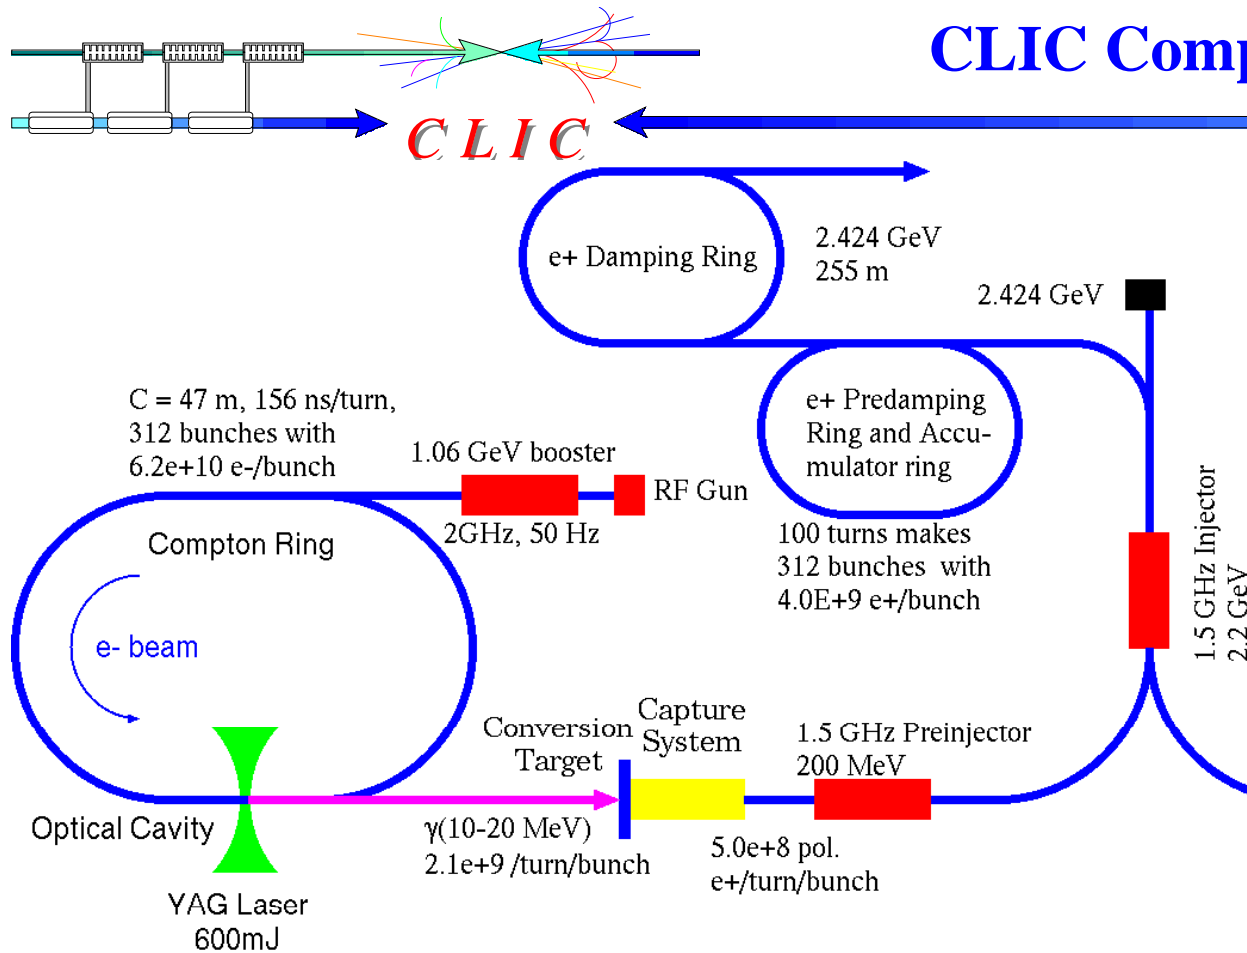 CLIC Comp
C L I C
e+ Damping Ring
2.424 GeV
255 m
2.424 GeV
C = 47 m, 156 ns/turn,
312 bunches with
6.2e+10 e-/bunch
e+ Predamping
Ring and Accu-
mulator ring
1.06 GeV booster
RF Gun
2GHz, 50 Hz
Compton Ring
100 turns makes
312 bunches with
4.0E+9 e+/bunch
1.5 GHz Injector
2.2 GeV
e- beam
Conversion
Target
Capture
System
1.5 GHz Preinjector
200 MeV
Optical Cavity
γ(10-20 MeV)
2.1e+9 /turn/bunch
5.0e+8 pol.
e+/turn/bunch
YAG Laser
600mJ